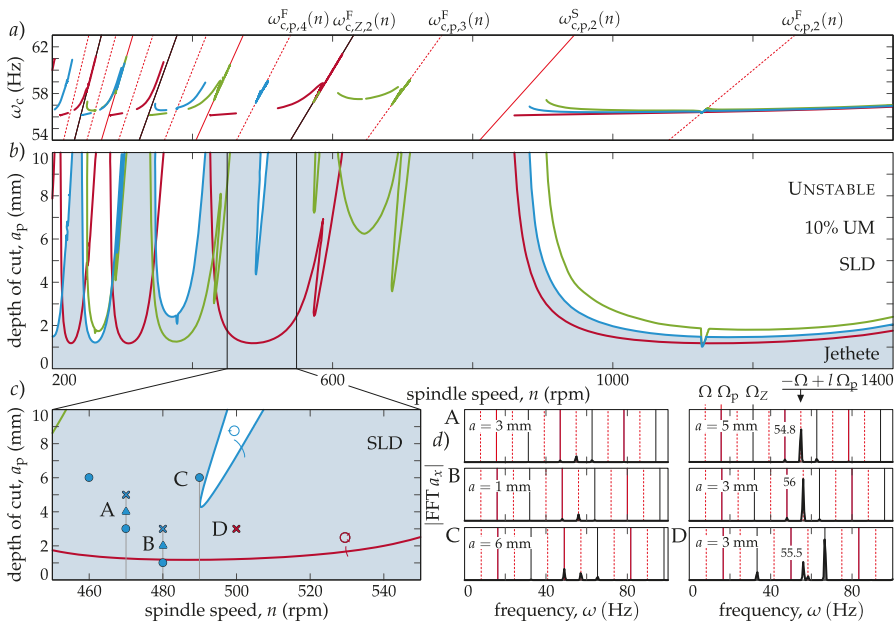 ω^F_c,p,4(n) ω^F_c,Z,2(n) ω^F_c,p,3(n) ω^S_c,p,2(n) ω^F_c,p,2(n)
a)
62
ω_c (Hz)
58
54
b)
10
8
6
4
2
0
depth of cut, a_p (mm)
UNSTABLE
10% UM
SLD
Jethete
200 600 1000 1400
spindle speed, n (rpm)
c)
10
8
6
4
2
0
depth of cut, a_p (mm)
SLD
A
B
C
D
460 480 500 520 540
spindle speed, n (rpm)
d)
Ω Ω_p Ω_Z
−Ω + l Ω_p
|FFT a_x|
A
a = 3 mm
a = 5 mm
54.8
B
a = 1 mm
a = 3 mm
56
C
a = 6 mm
D
a = 3 mm
55.5
0 40 80
0 40 80
frequency, ω (Hz)
frequency, ω (Hz)